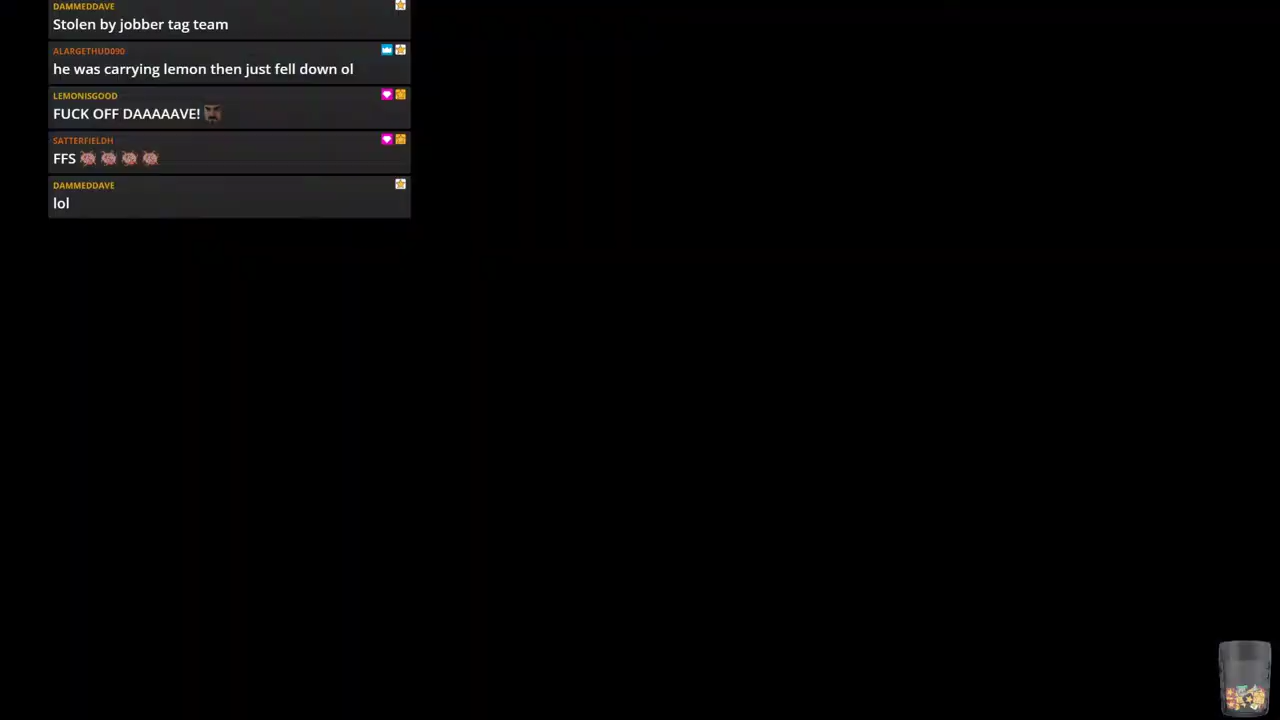 DAMMEDDAVE
Stolen by jobber tag team
ALARGETHUD090
he was carrying lemon then just fell down ol
LEMONISGOOD
FUCK OFF DAAAAAVE!
SATTERFIELDH
FFS
DAMMEDDAVE
lol